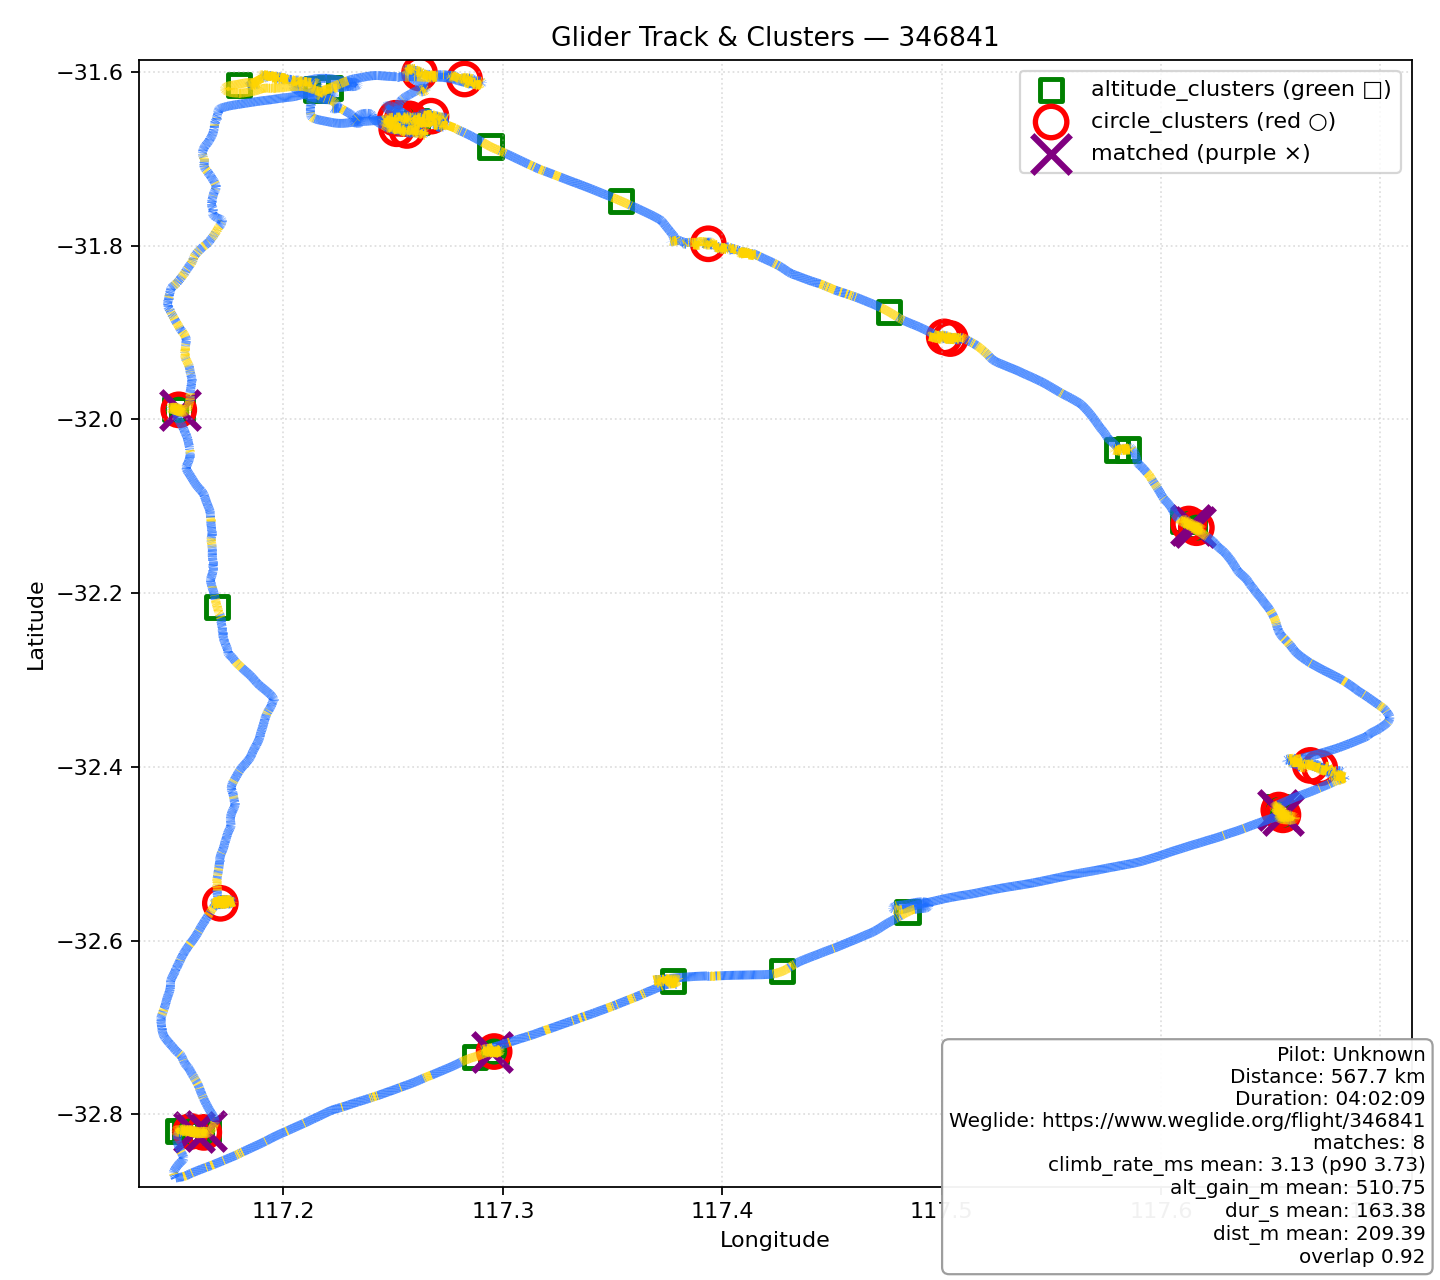 Glider Track & Clusters — 346841
altitude_clusters (green □)
circle_clusters (red ○)
matched (purple ×)
Latitude
−31.6
−31.8
−32.0
−32.2
−32.4
−32.6
−32.8
117.2
117.3
117.4
117.5
117.6
Longitude
Pilot: Unknown
Distance: 567.7 km
Duration: 04:02:09
Weglide: https://www.weglide.org/flight/346841
matches: 8
climb_rate_ms mean: 3.13 (p90 3.73)
alt_gain_m mean: 510.75
dur_s mean: 163.38
dist_m mean: 209.39
overlap 0.92